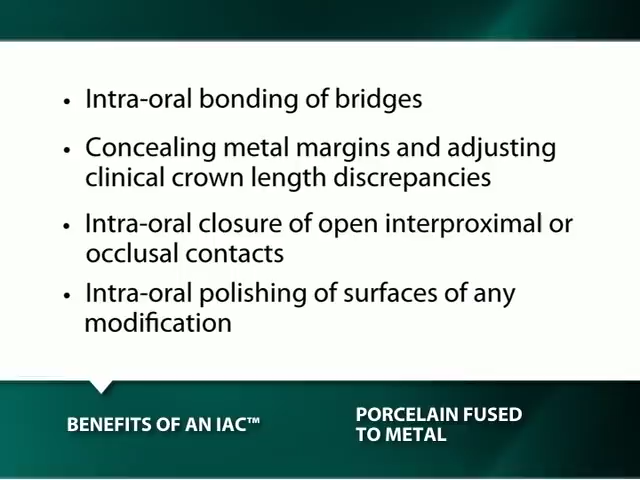 • Intra-oral bonding of bridges
• Concealing metal margins and adjusting
clinical crown length discrepancies
• Intra-oral closure of open interproximal or
occlusal contacts
• Intra-oral polishing of surfaces of any
modification
BENEFITS OF AN IAC™
PORCELAIN FUSED
TO METAL